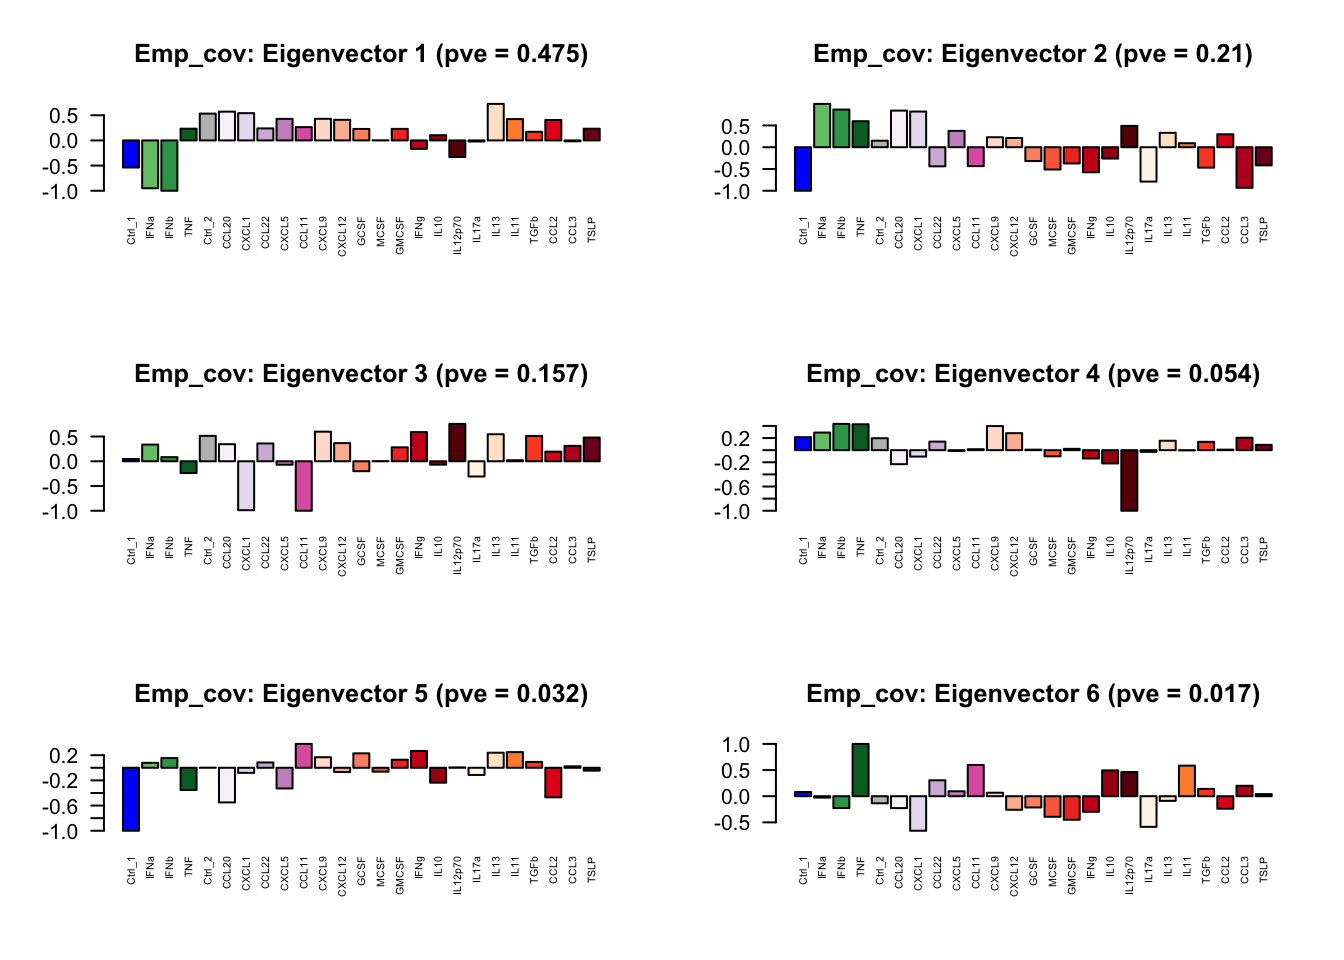 Emp_cov: Eigenvector 1 (pve = 0.475)
0.5
0.0
-0.5
-1.0
Ctrl_1 IFNa IFNb TNF Ctrl_2 CCL20 CXCL1 CCL22 CXCL5 CCL11 CXCL9 CXCL12 GCSF MCSF GMCSF IFNg IL10 IL12p70 IL17a IL13 IL11 TGFb CCL2 CCL3 TSLP
Emp_cov: Eigenvector 2 (pve = 0.21)
0.5
0.0
-0.5
-1.0
Ctrl_1 IFNa IFNb TNF Ctrl_2 CCL20 CXCL1 CCL22 CXCL5 CCL11 CXCL9 CXCL12 GCSF MCSF GMCSF IFNg IL10 IL12p70 IL17a IL13 IL11 TGFb CCL2 CCL3 TSLP
Emp_cov: Eigenvector 3 (pve = 0.157)
0.5
0.0
-0.5
-1.0
Ctrl_1 IFNa IFNb TNF Ctrl_2 CCL20 CXCL1 CCL22 CXCL5 CCL11 CXCL9 CXCL12 GCSF MCSF GMCSF IFNg IL10 IL12p70 IL17a IL13 IL11 TGFb CCL2 CCL3 TSLP
Emp_cov: Eigenvector 4 (pve = 0.054)
0.2
-0.2
-0.6
-1.0
Ctrl_1 IFNa IFNb TNF Ctrl_2 CCL20 CXCL1 CCL22 CXCL5 CCL11 CXCL9 CXCL12 GCSF MCSF GMCSF IFNg IL10 IL12p70 IL17a IL13 IL11 TGFb CCL2 CCL3 TSLP
Emp_cov: Eigenvector 5 (pve = 0.032)
0.2
-0.2
-0.6
-1.0
Ctrl_1 IFNa IFNb TNF Ctrl_2 CCL20 CXCL1 CCL22 CXCL5 CCL11 CXCL9 CXCL12 GCSF MCSF GMCSF IFNg IL10 IL12p70 IL17a IL13 IL11 TGFb CCL2 CCL3 TSLP
Emp_cov: Eigenvector 6 (pve = 0.017)
1.0
0.5
0.0
-0.5
Ctrl_1 IFNa IFNb TNF Ctrl_2 CCL20 CXCL1 CCL22 CXCL5 CCL11 CXCL9 CXCL12 GCSF MCSF GMCSF IFNg IL10 IL12p70 IL17a IL13 IL11 TGFb CCL2 CCL3 TSLP